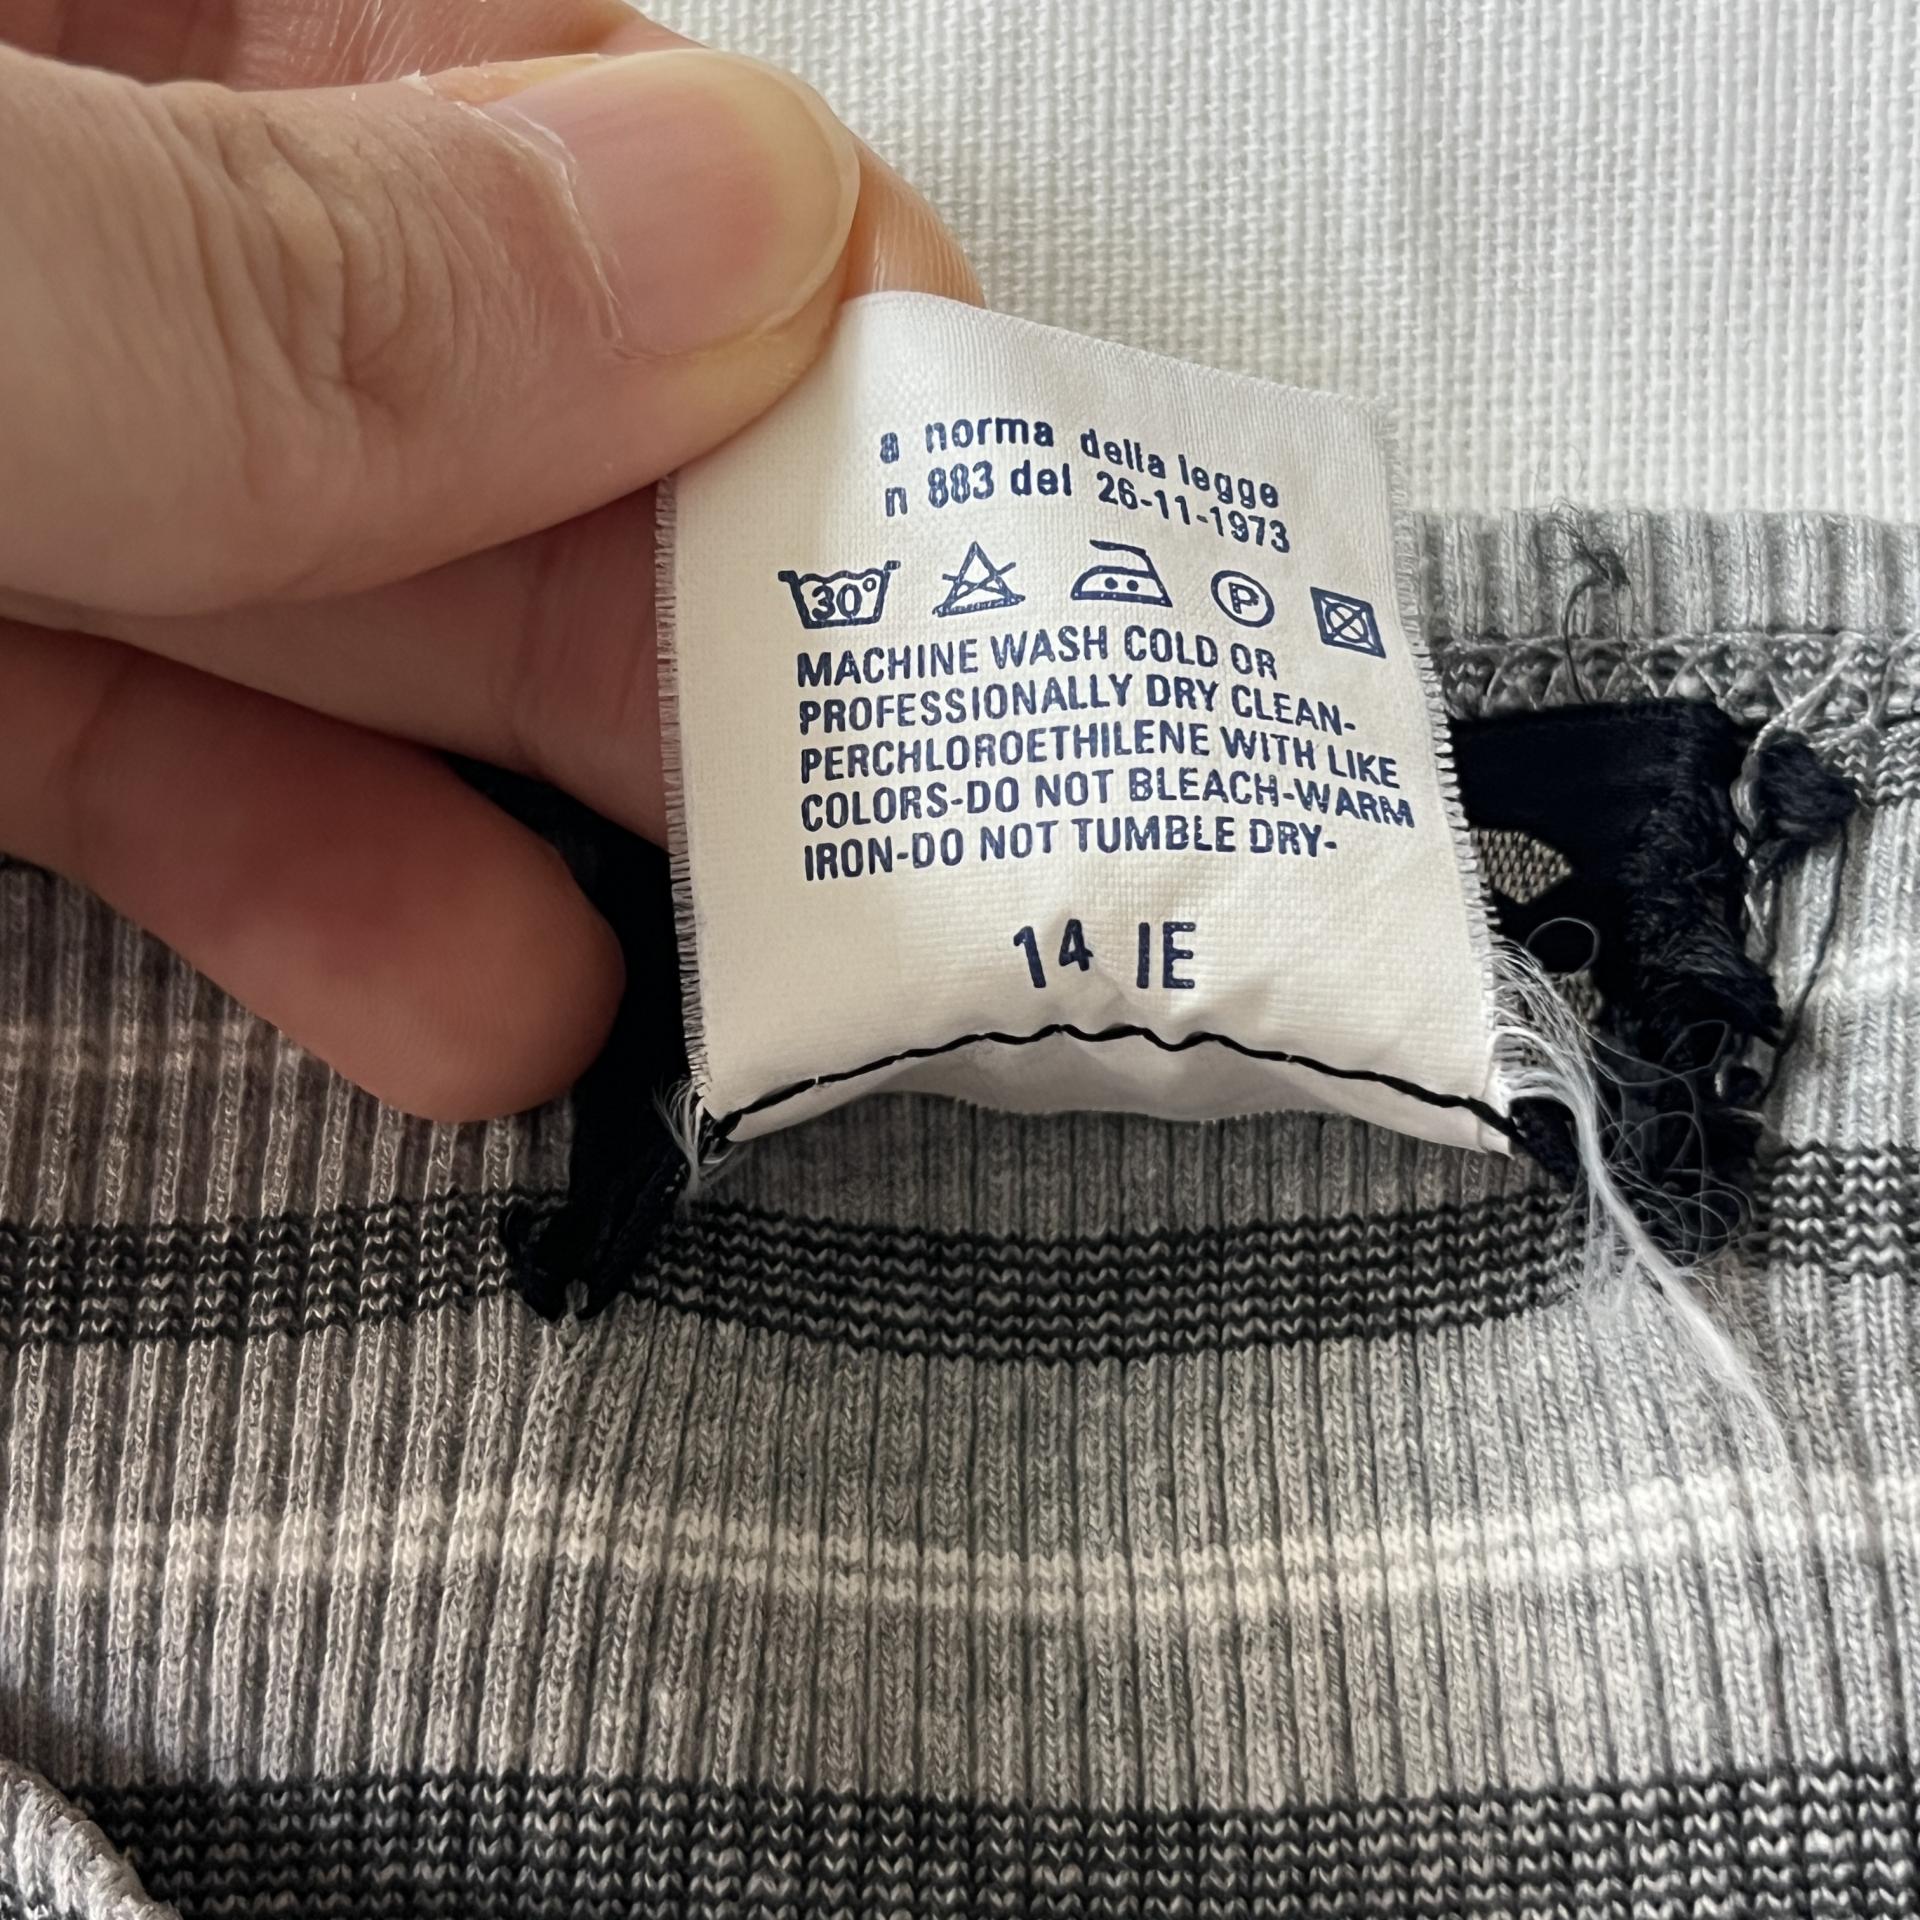 a norma della legge
n 883 del 26-11-1973
30° P
MACHINE WASH COLD OR
PROFESSIONALLY DRY CLEAN-
PERCHLOROETHILENE WITH LIKE
COLORS-DO NOT BLEACH-WARM
IRON-DO NOT TUMBLE DRY-
14 IE